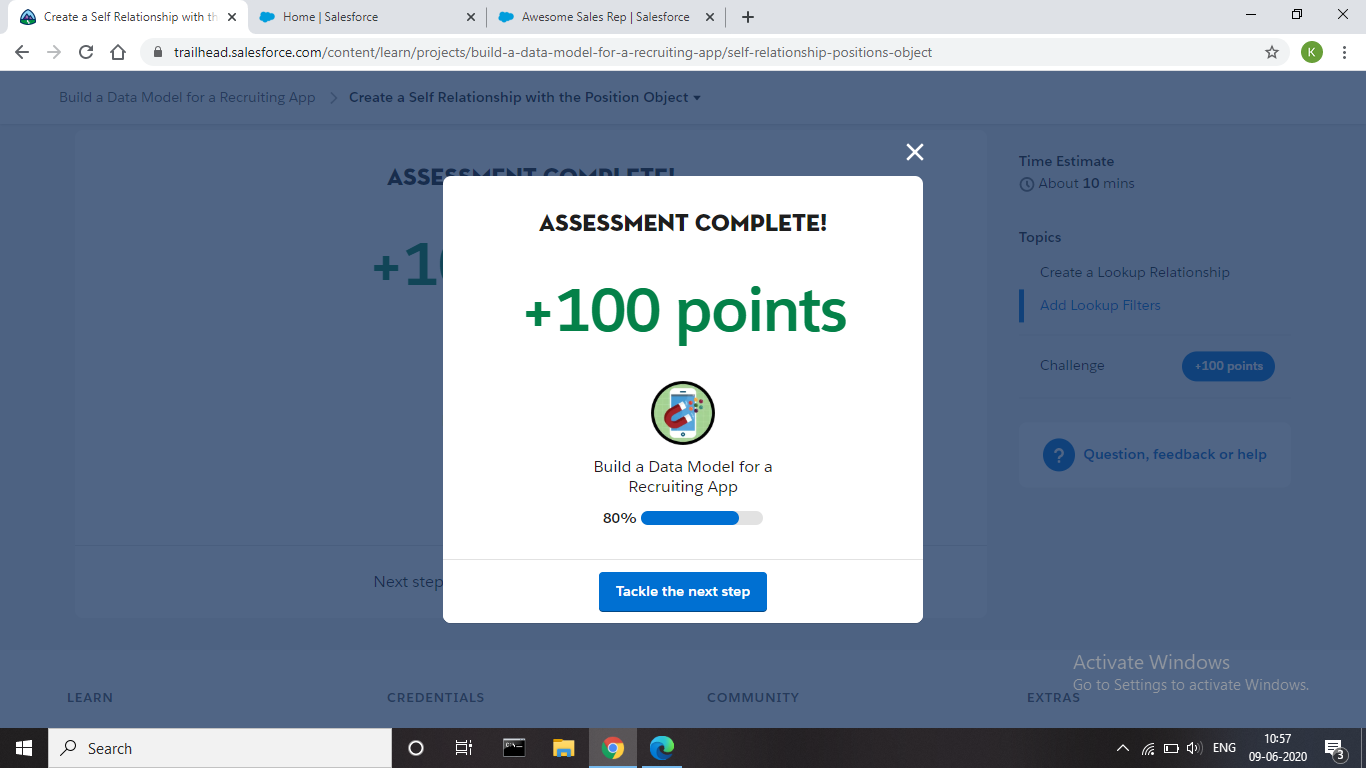 Create a Self Relationship with th
Home | Salesforce
Awesome Sales Rep | Salesforce
trailhead.salesforce.com/content/learn/projects/build-a-data-model-for-a-recruiting-app/self-relationship-positions-object
K
Build a Data Model for a Recruiting App
Create a Self Relationship with the Position Object
ASSESSMENT COMPLETE!
+10
Next step
ASSESSMENT COMPLETE!
+100 points
Build a Data Model for a
Recruiting App
80%
Tackle the next step
Time Estimate
About 10 mins
Topics
Create a Lookup Relationship
Add Lookup Filters
Challenge
+100 points
? Question, feedback or help
Activate Windows
Go to Settings to activate Windows.
LEARN
CREDENTIALS
COMMUNITY
EXTRAS
Search
ENG
10:57
09-06-2020
3